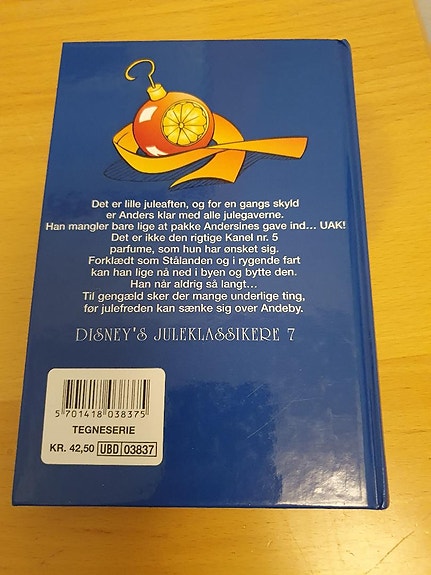 Det er lille juleaften, og for en gangs skyld
er Anders klar med alle julegaverne.
Han mangler bare lige at pakke Andersines gave ind... UAK!
Det er ikke den rigtige Kanel nr. 5
parfume, som hun har ønsket sig.
Forklædt som Stålanden og i rygende fart
kan han lige nå ned i byen og bytte den.
Han når aldrig så langt...
Til gengæld sker der mange underlige ting,
før julefreden kan sænke sig over Andeby.
DISNEY'S JULEKLASSIKERE 7
5 701418 038375
TEGNESERIE
KR. 42,50 UBD 03837